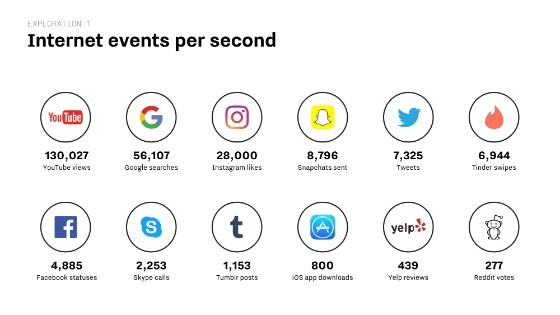 EXPLORATION 1
Internet events per second
YouTube
130,027
YouTube views
56,107
Google searches
28,000
Instagram likes
8,796
Snapchats sent
7,325
Tweets
6,944
Tinder swipes
4,885
Facebook statuses
2,253
Skype calls
1,153
Tumblr posts
800
iOS app downloads
yelp
439
Yelp reviews
277
Reddit votes